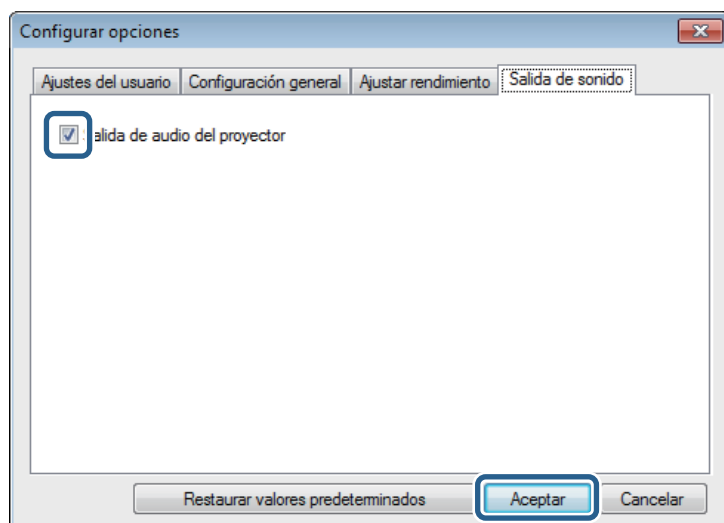 Configurar opciones
Ajustes del usuario Configuración general Ajustar rendimiento Salida de sonido
alida de audio del proyector
Restaurar valores predeterminados Aceptar Cancelar